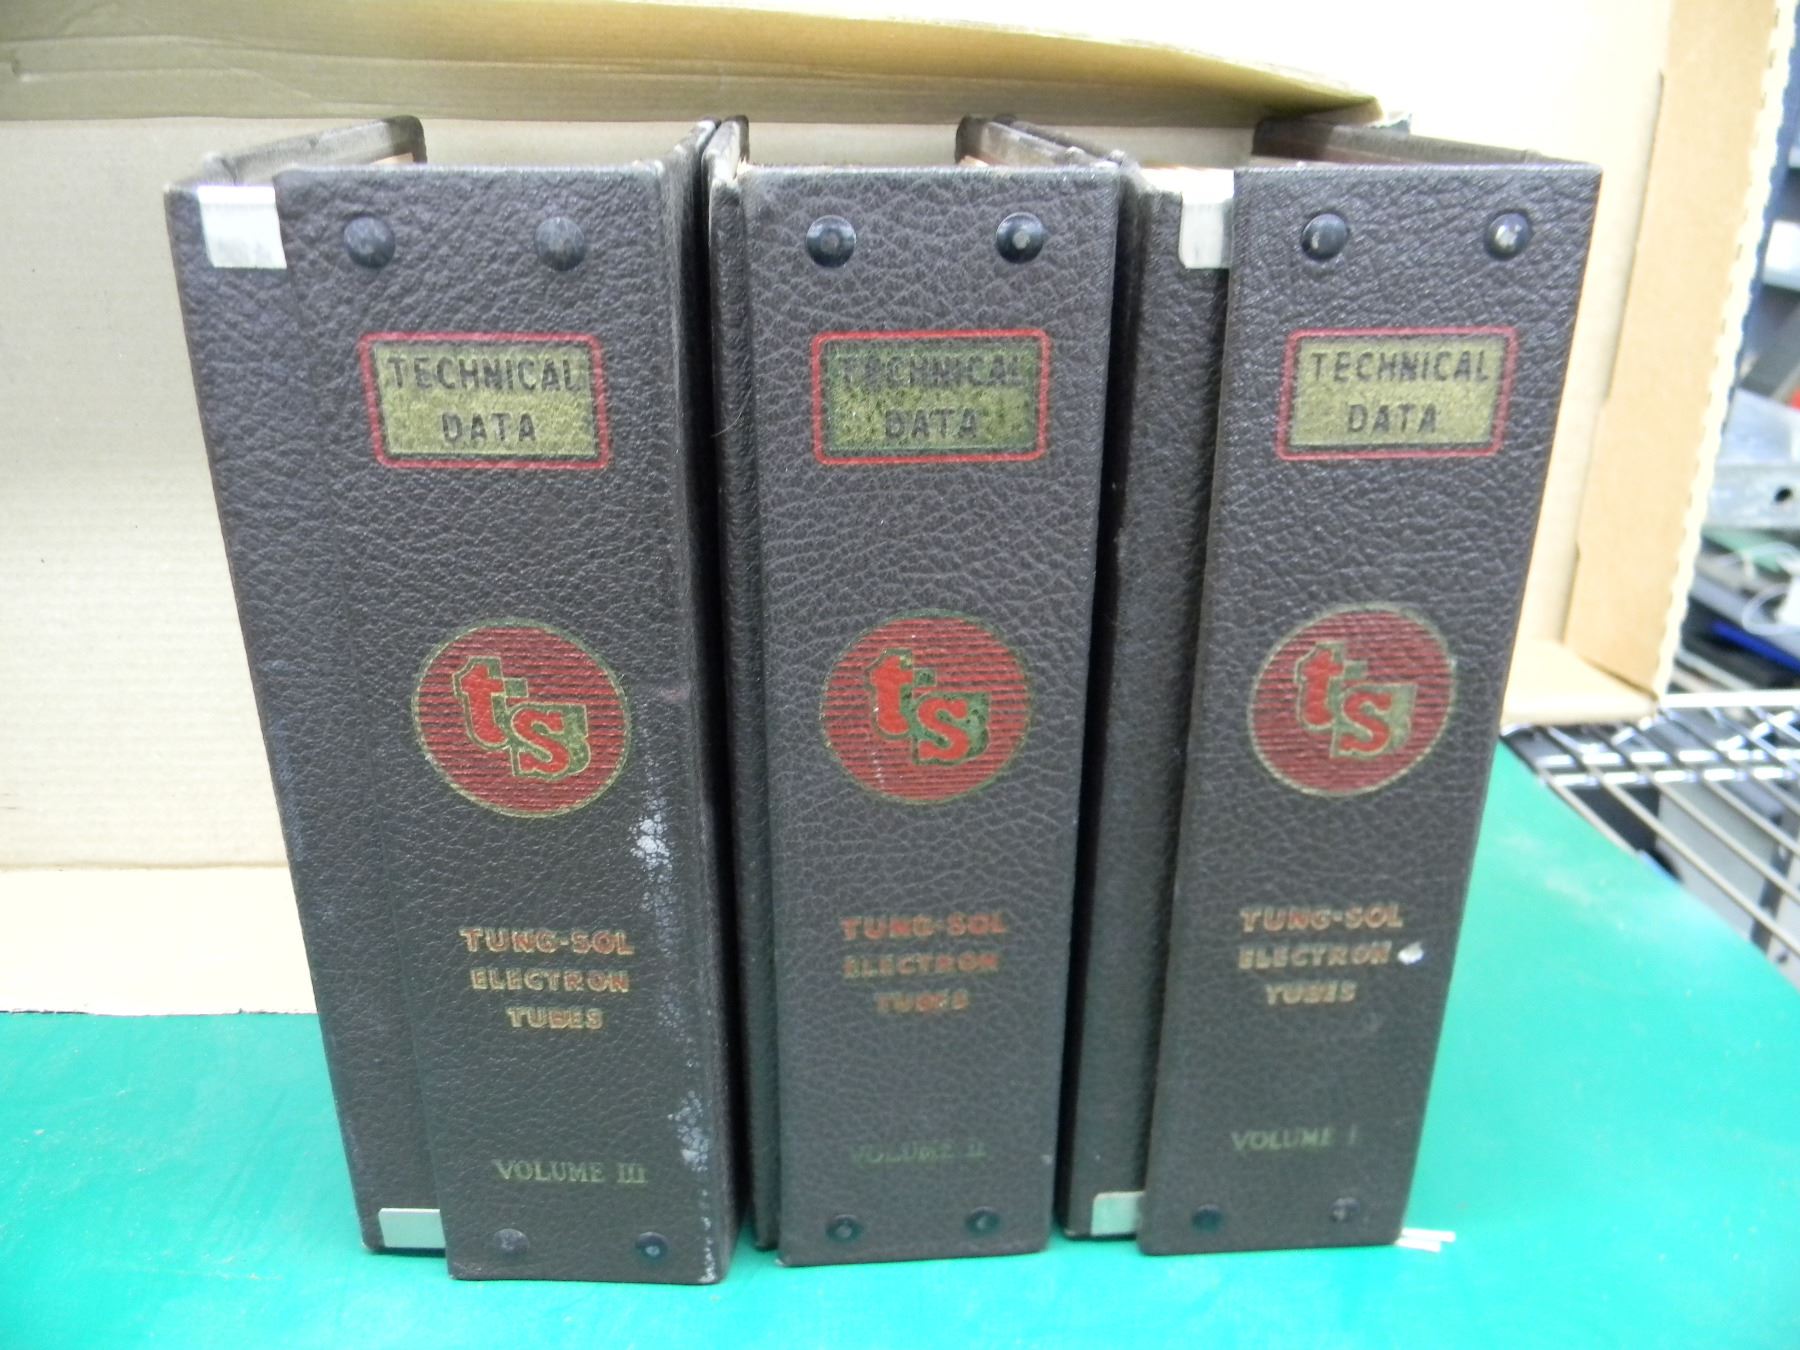 TECHNICAL
DATA
ts
TUNG-SOL
ELECTRON
TUBES
VOLUME III
TECHNICAL
DATA
ts
TUNG-SOL
ELECTRON
TUBES
VOLUME II
TECHNICAL
DATA
ts
TUNG-SOL
ELECTRON
TUBES
VOLUME I